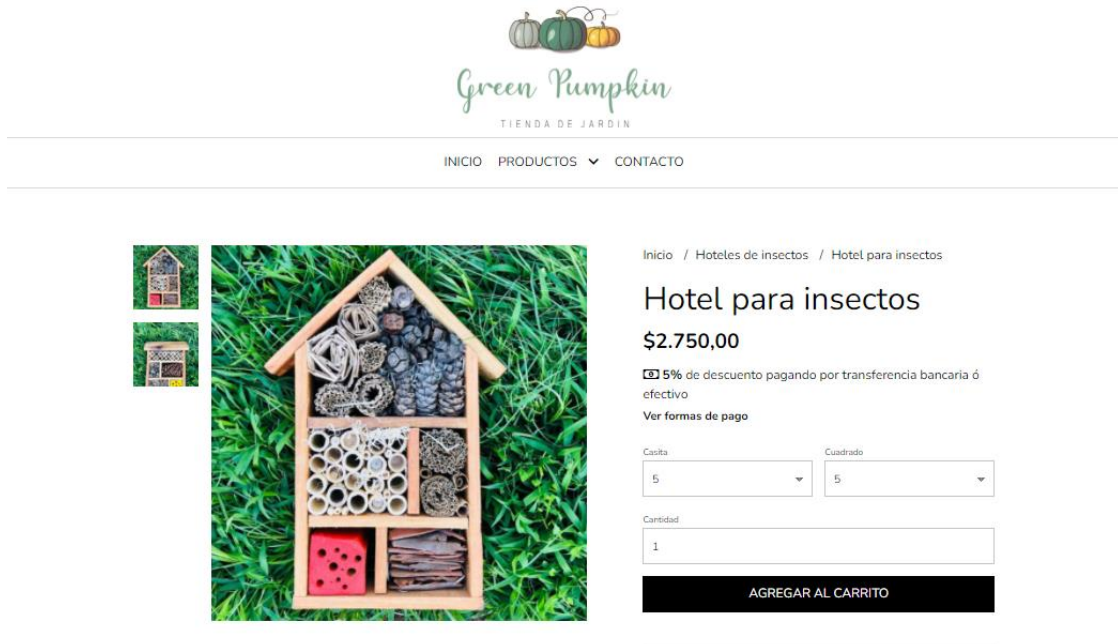 Green Pumpkin
TIENDA DE JARDIN
INICIO PRODUCTOS CONTACTO
Inicio / Hoteles de insectos / Hotel para insectos
Hotel para insectos
$2.750,00
5% de descuento pagando por transferencia bancaria ó
efectivo
Ver formas de pago
Casita Cuadrado
5 5
Cantidad
1
AGREGAR AL CARRITO